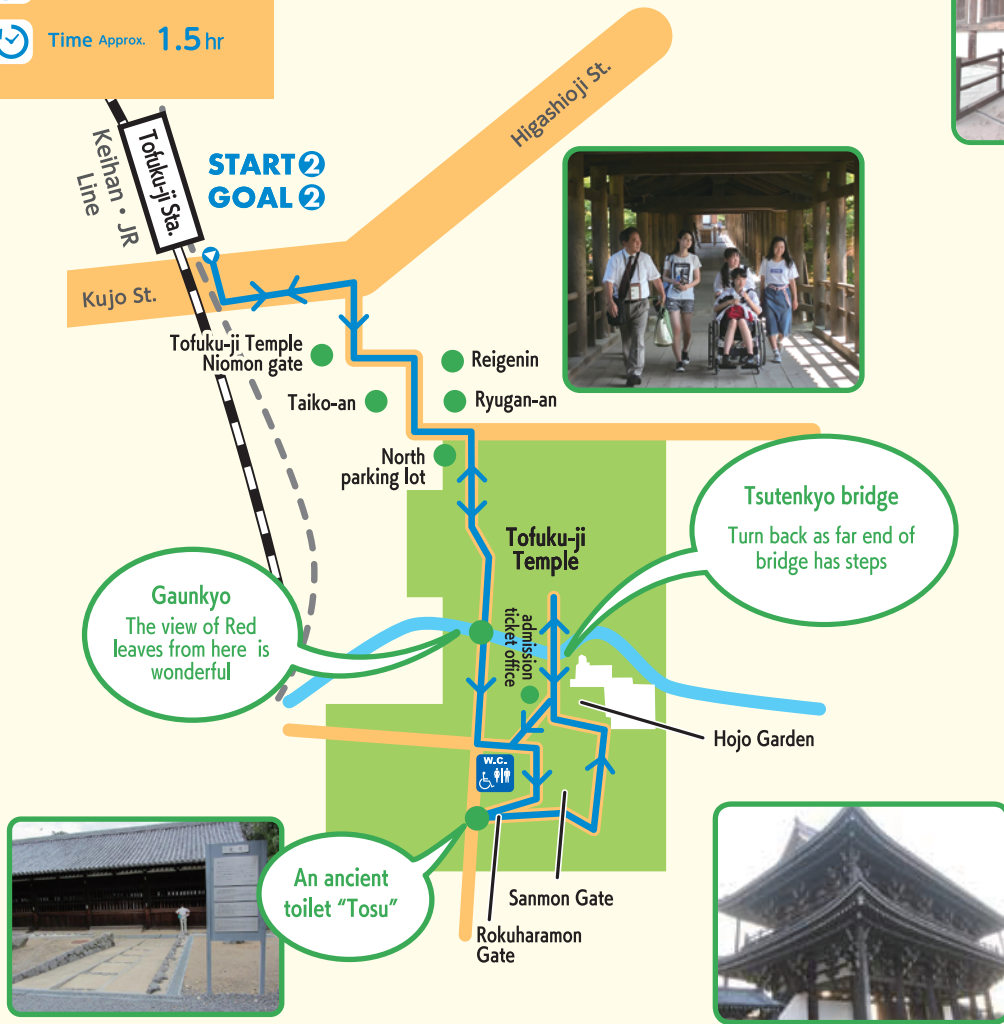 Time Approx. 1.5 hr
Higashioji St.
Keihan・JR
Line
Tofuku-ji Sta.
START ②
GOAL ②
Kujo St.
Tofuku-ji Temple
Niomon gate
Reigenin
Taiko-an
Ryugan-an
North
parking lot
Tofuku-ji
Temple
Tsutenkyo bridge
Turn back as far end of
bridge has steps
Gaunkyo
The view of Red
leaves from here is
wonderful
admission
ticket office
Hojo Garden
W.C.
An ancient
toilet “Tosu”
Sanmon Gate
Rokuharamon
Gate